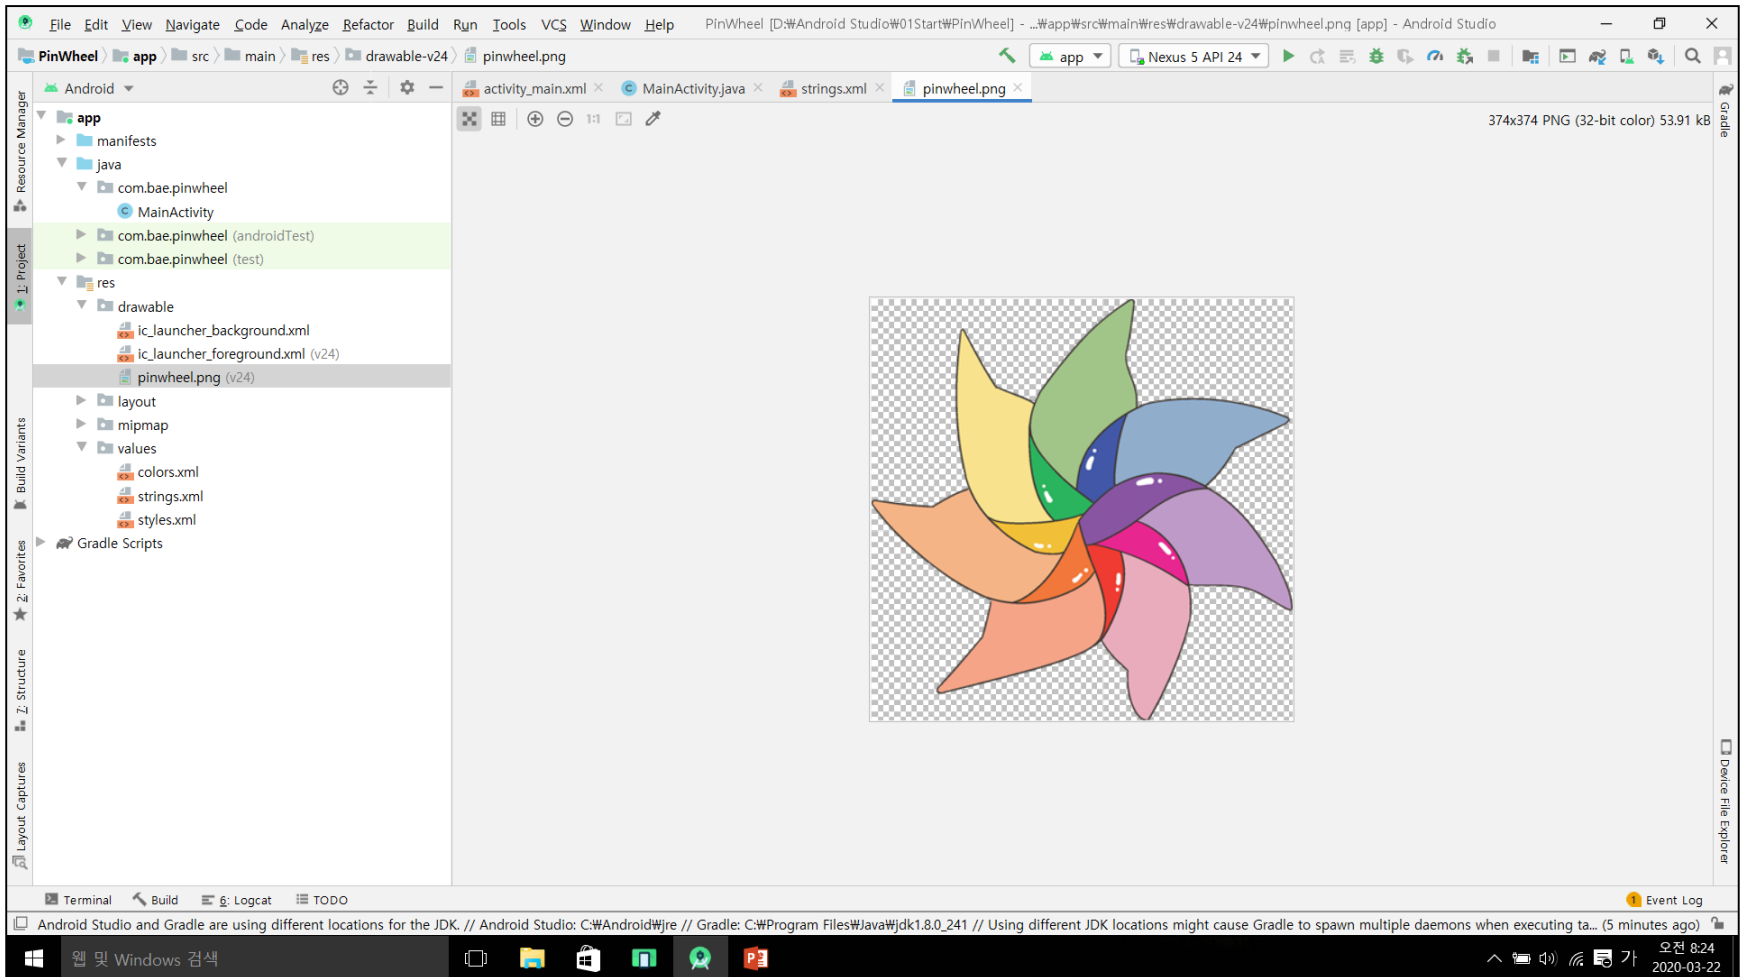 File Edit View Navigate Code Analyze Refactor Build Run Tools VCS Window Help PinWheel [D:₩Android Studio₩01Start₩PinWheel] - ...₩app₩src₩main₩res₩drawable-v24₩pinwheel.png [app] - Android Studio
PinWheel app src main res drawable-v24 pinwheel.png app Nexus 5 API 24
Android activity_main.xml MainActivity.java strings.xml pinwheel.png
1:1 374x374 PNG (32-bit color) 53.91 kB
app
manifests
java
com.bae.pinwheel
MainActivity
com.bae.pinwheel (androidTest)
com.bae.pinwheel (test)
res
drawable
ic_launcher_background.xml
ic_launcher_foreground.xml (v24)
pinwheel.png (v24)
layout
mipmap
values
colors.xml
strings.xml
styles.xml
Gradle Scripts
Resource Manager
1: Project
Build Variants
2: Favorites
7: Structure
Layout Captures
Gradle
Device File Explorer
Terminal Build 6: Logcat TODO 1 Event Log
Android Studio and Gradle are using different locations for the JDK. // Android Studio: C:₩Android₩jre // Gradle: C:₩Program Files₩Java₩jdk1.8.0_241 // Using different JDK locations might cause Gradle to spawn multiple daemons when executing ta... (5 minutes ago)
웹 및 Windows 검색 가 오전 8:24
2020-03-22